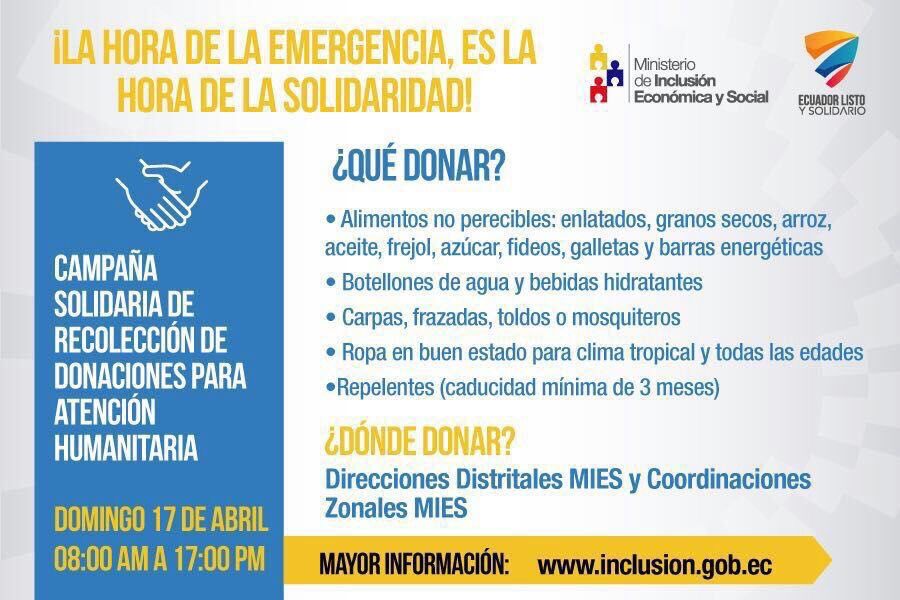 ¡LA HORA DE LA EMERGENCIA, ES LA
HORA DE LA SOLIDARIDAD!
Ministerio
de Inclusión
Económica y Social
ECUADOR LISTO
Y SOLIDARIO
CAMPAÑA
SOLIDARIA DE
RECOLECCIÓN DE
DONACIONES PARA
ATENCIÓN
HUMANITARIA
DOMINGO 17 DE ABRIL
08:00 AM A 17:00 PM
¿QUÉ DONAR?
• Alimentos no perecibles: enlatados, granos secos, arroz,
aceite, frejol, azúcar, fideos, galletas y barras energéticas
• Botellones de agua y bebidas hidratantes
• Carpas, frazadas, toldos o mosquiteros
• Ropa en buen estado para clima tropical y todas las edades
•Repelentes (caducidad mínima de 3 meses)
¿DÓNDE DONAR?
Direcciones Distritales MIES y Coordinaciones
Zonales MIES
MAYOR INFORMACIÓN: www.inclusion.gob.ec